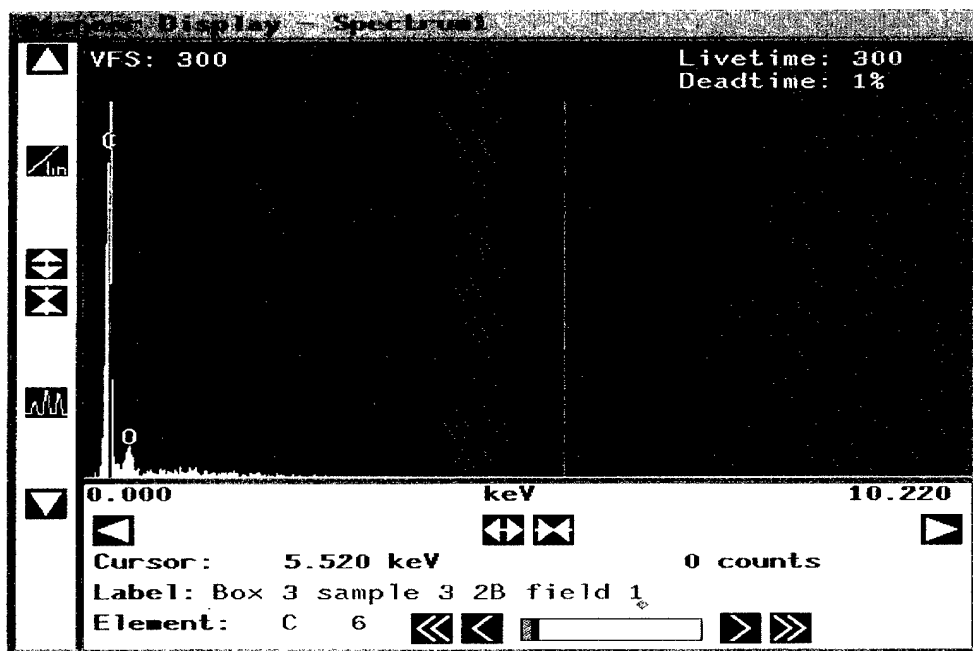 Display - Spectrum1
VFS: 300
Livetime: 300
Deadtime: 1%
C
O
0.000 keV 10.220
Cursor: 5.520 keV 0 counts
Label: Box 3 sample 3 2B field 1
Element: C 6